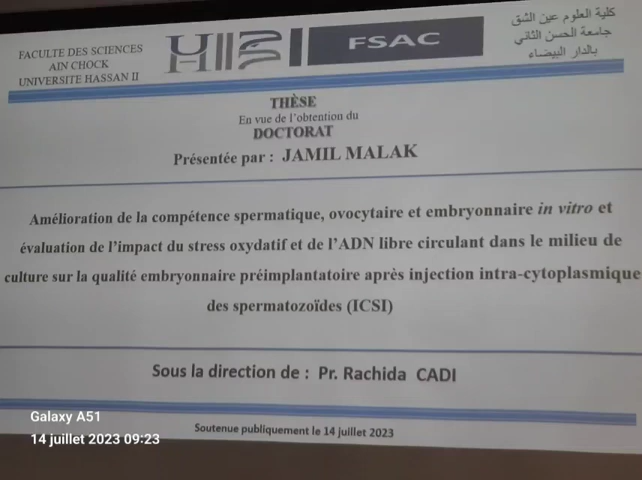 FACULTE DES SCIENCES
AIN CHOCK
UNIVERSITE HASSAN II
FSAC
كلية العلوم عين الشق
جامعة الحسن الثاني
بالدار البيضاء
THÈSE
En vue de l'obtention du
DOCTORAT
Présentée par : JAMIL MALAK
Amélioration de la compétence spermatique, ovocytaire et embryonnaire in vitro et
évaluation de l'impact du stress oxydatif et de l'ADN libre circulant dans le milieu de
culture sur la qualité embryonnaire préimplantatoire après injection intra-cytoplasmique
des spermatozoïdes (ICSI)
Sous la direction de : Pr. Rachida CADI
Soutenue publiquement le 14 juillet 2023
Galaxy A51
14 juillet 2023 09:23